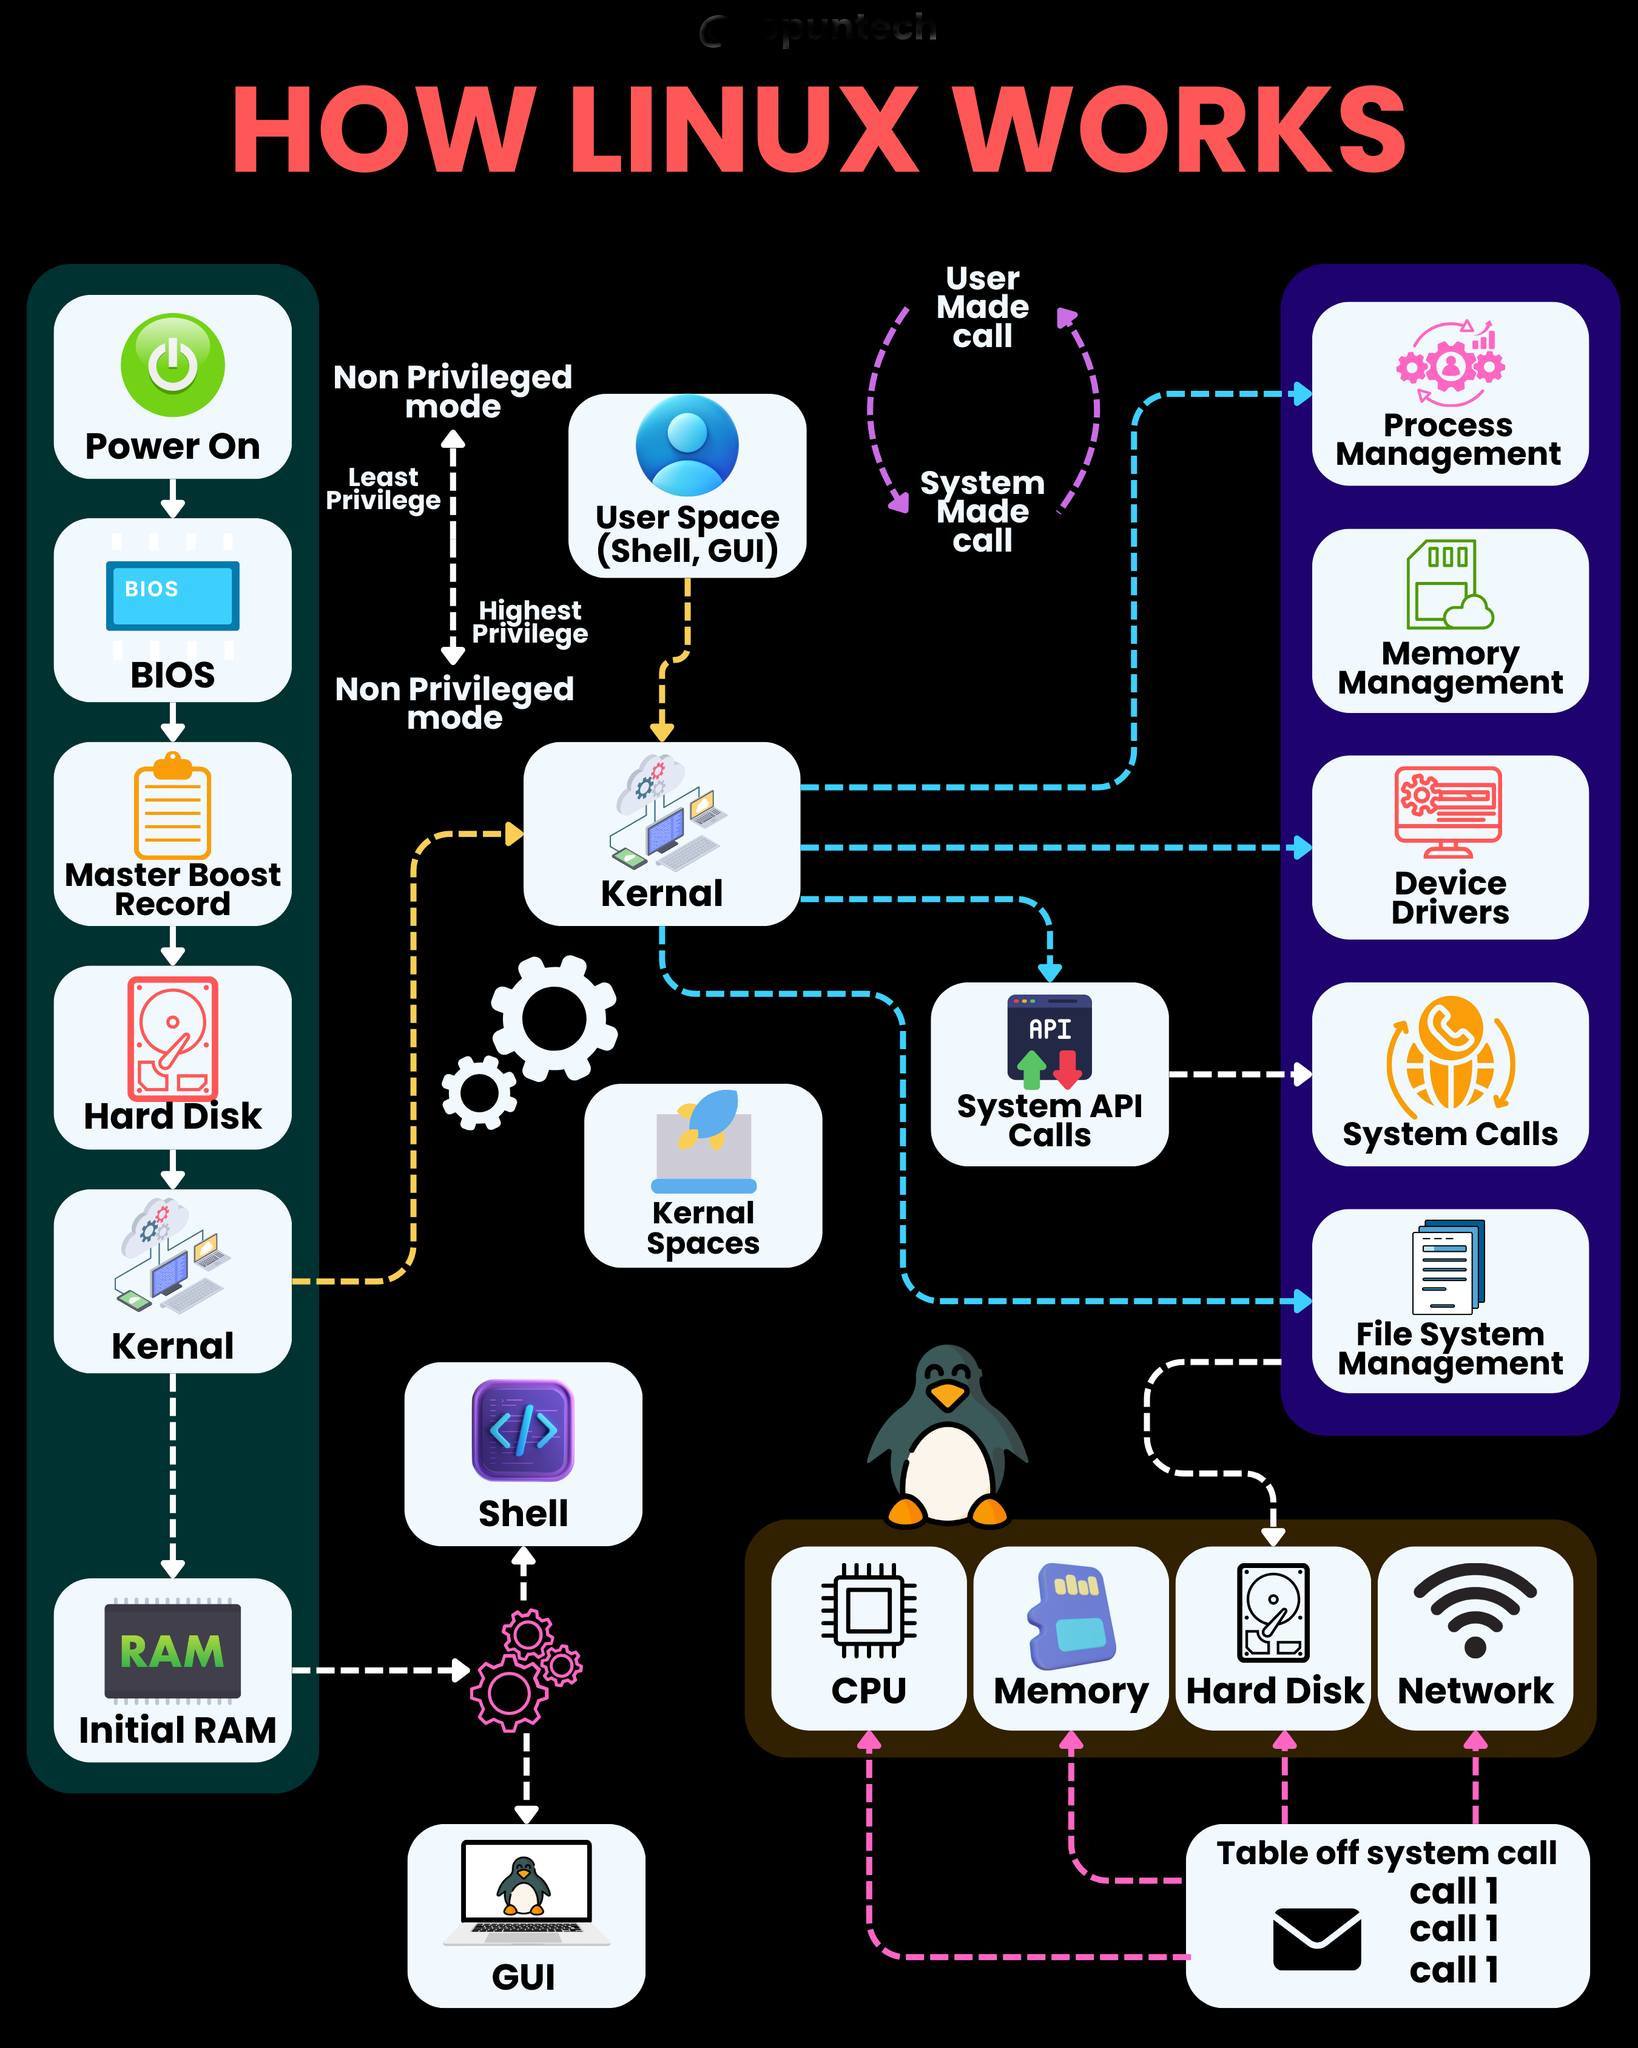 HOW LINUX WORKS
Power On
BIOS
BIOS
Master Boost
Record
Hard Disk
Kernal
RAM
Initial RAM
Non Privileged
mode
Least
Privilege
Highest
Privilege
Non Privileged
mode
User Space
(Shell, GUI)
User
Made
call
System
Made
call
Kernal
Kernal
Spaces
API
System API
Calls
Process
Management
Memory
Management
Device
Drivers
System Calls
File System
Management
Shell
GUI
CPU
Memory
Hard Disk
Network
Table off system call
call 1
call 1
call 1